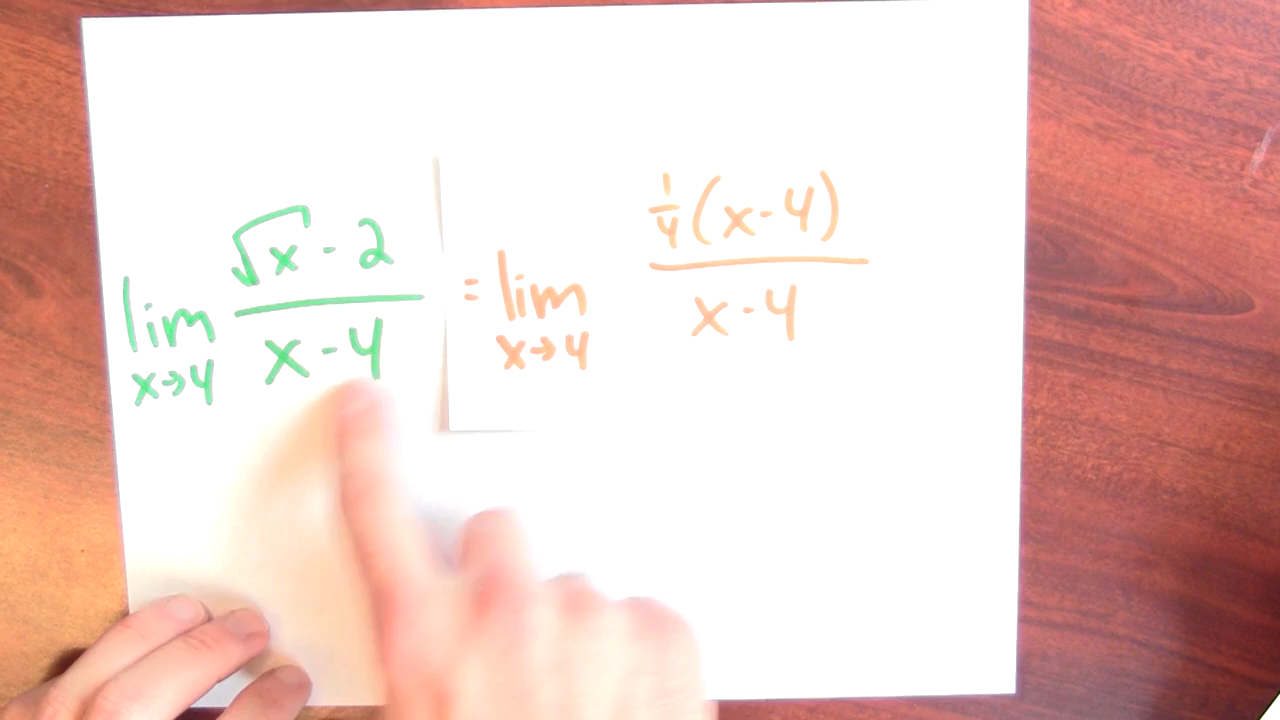 lim x→4 (√x - 2)/(x - 4) = lim x→4 (1/4(x - 4))/(x - 4)